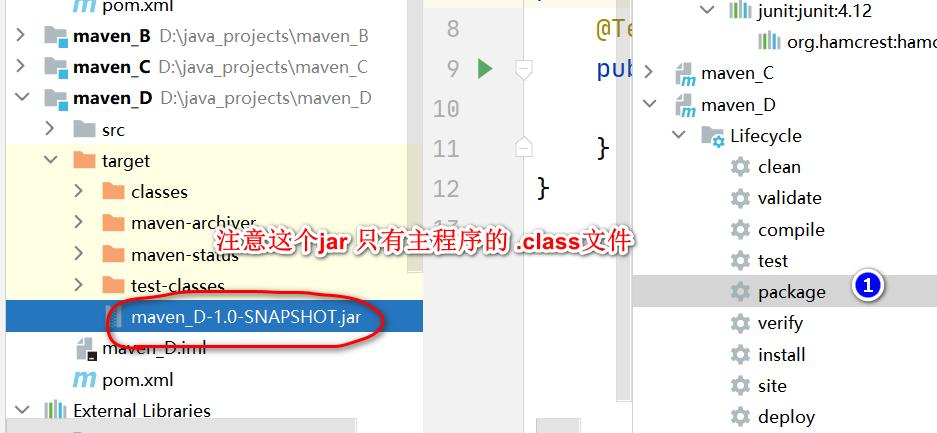 pom.xml
maven_B D:\java_projects\maven_B
maven_C D:\java_projects\maven_C
maven_D D:\java_projects\maven_D
src
target
classes
maven-archiver
maven-status
test-classes
maven_D-1.0-SNAPSHOT.jar
maven_D.iml
pom.xml
External Libraries
注意这个jar 只有主程序的 .class文件
8 @Te
9 pub
10
11 }
12 }
junit:junit:4.12
org.hamcrest:hamc
maven_C
maven_D
Lifecycle
clean
validate
compile
test
package 1
verify
install
site
deploy